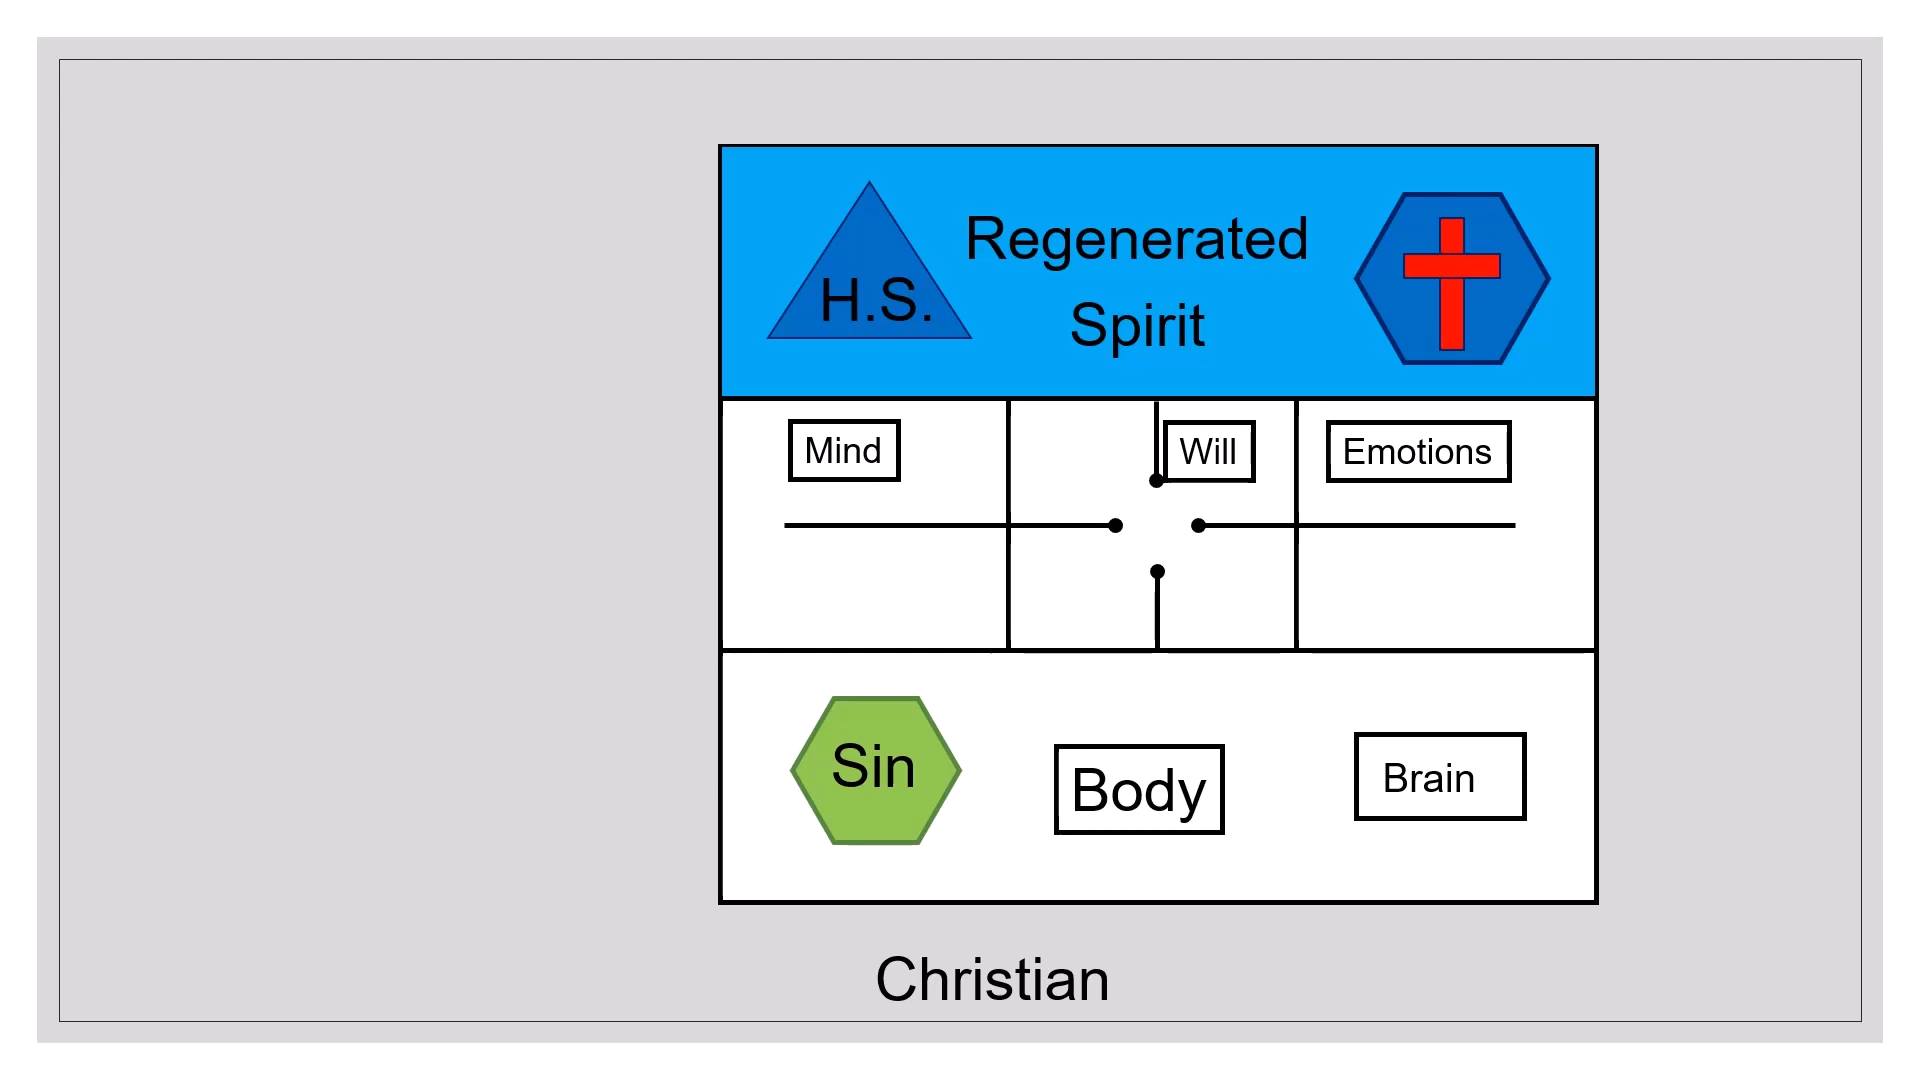 H.S.
Regenerated
Spirit
Mind
Will
Emotions
Sin
Body
Brain
Christian